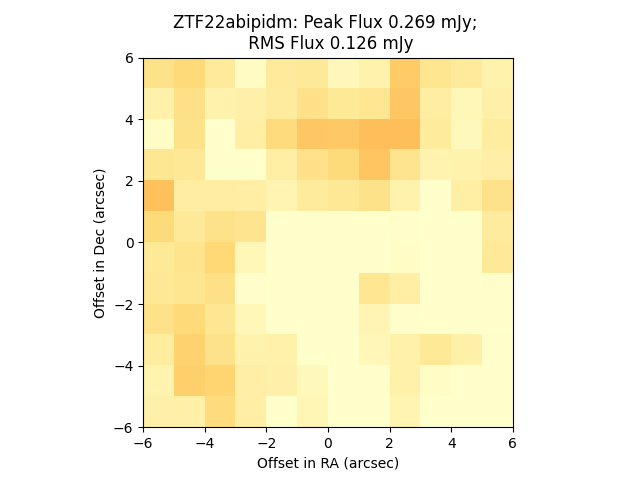 ZTF22abipidm: Peak Flux 0.269 mJy;
RMS Flux 0.126 mJy
6
4
2
0
−2
−4
−6
Offset in Dec (arcsec)
−6 −4 −2 0 2 4 6
Offset in RA (arcsec)